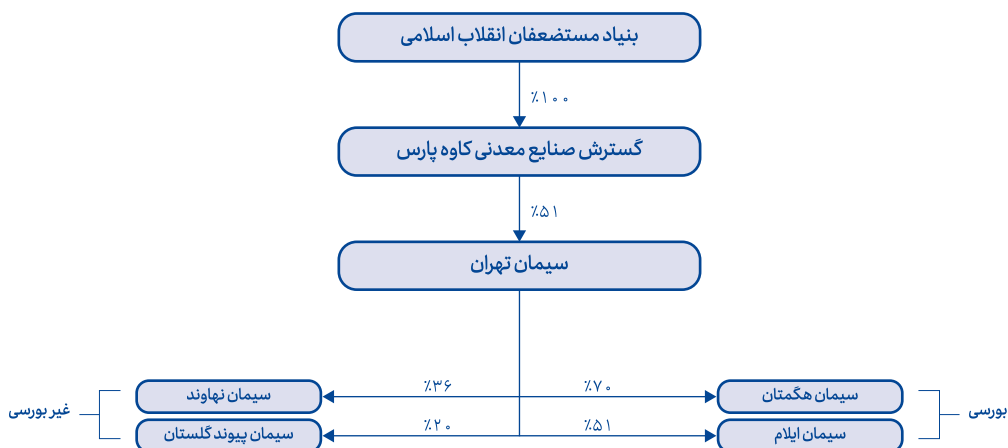 بنیاد مستضعفان انقلاب اسلامی
٪۱۰۰
گسترش صنایع معدنی کاوه پارس
٪۵۱
سیمان تهران
بورسی
سیمان هگمتان
٪۷۰
٪۳۶
سیمان نهاوند
غیر بورسی
سیمان ایلام
٪۵۱
٪۲۰
سیمان پیوند گلستان